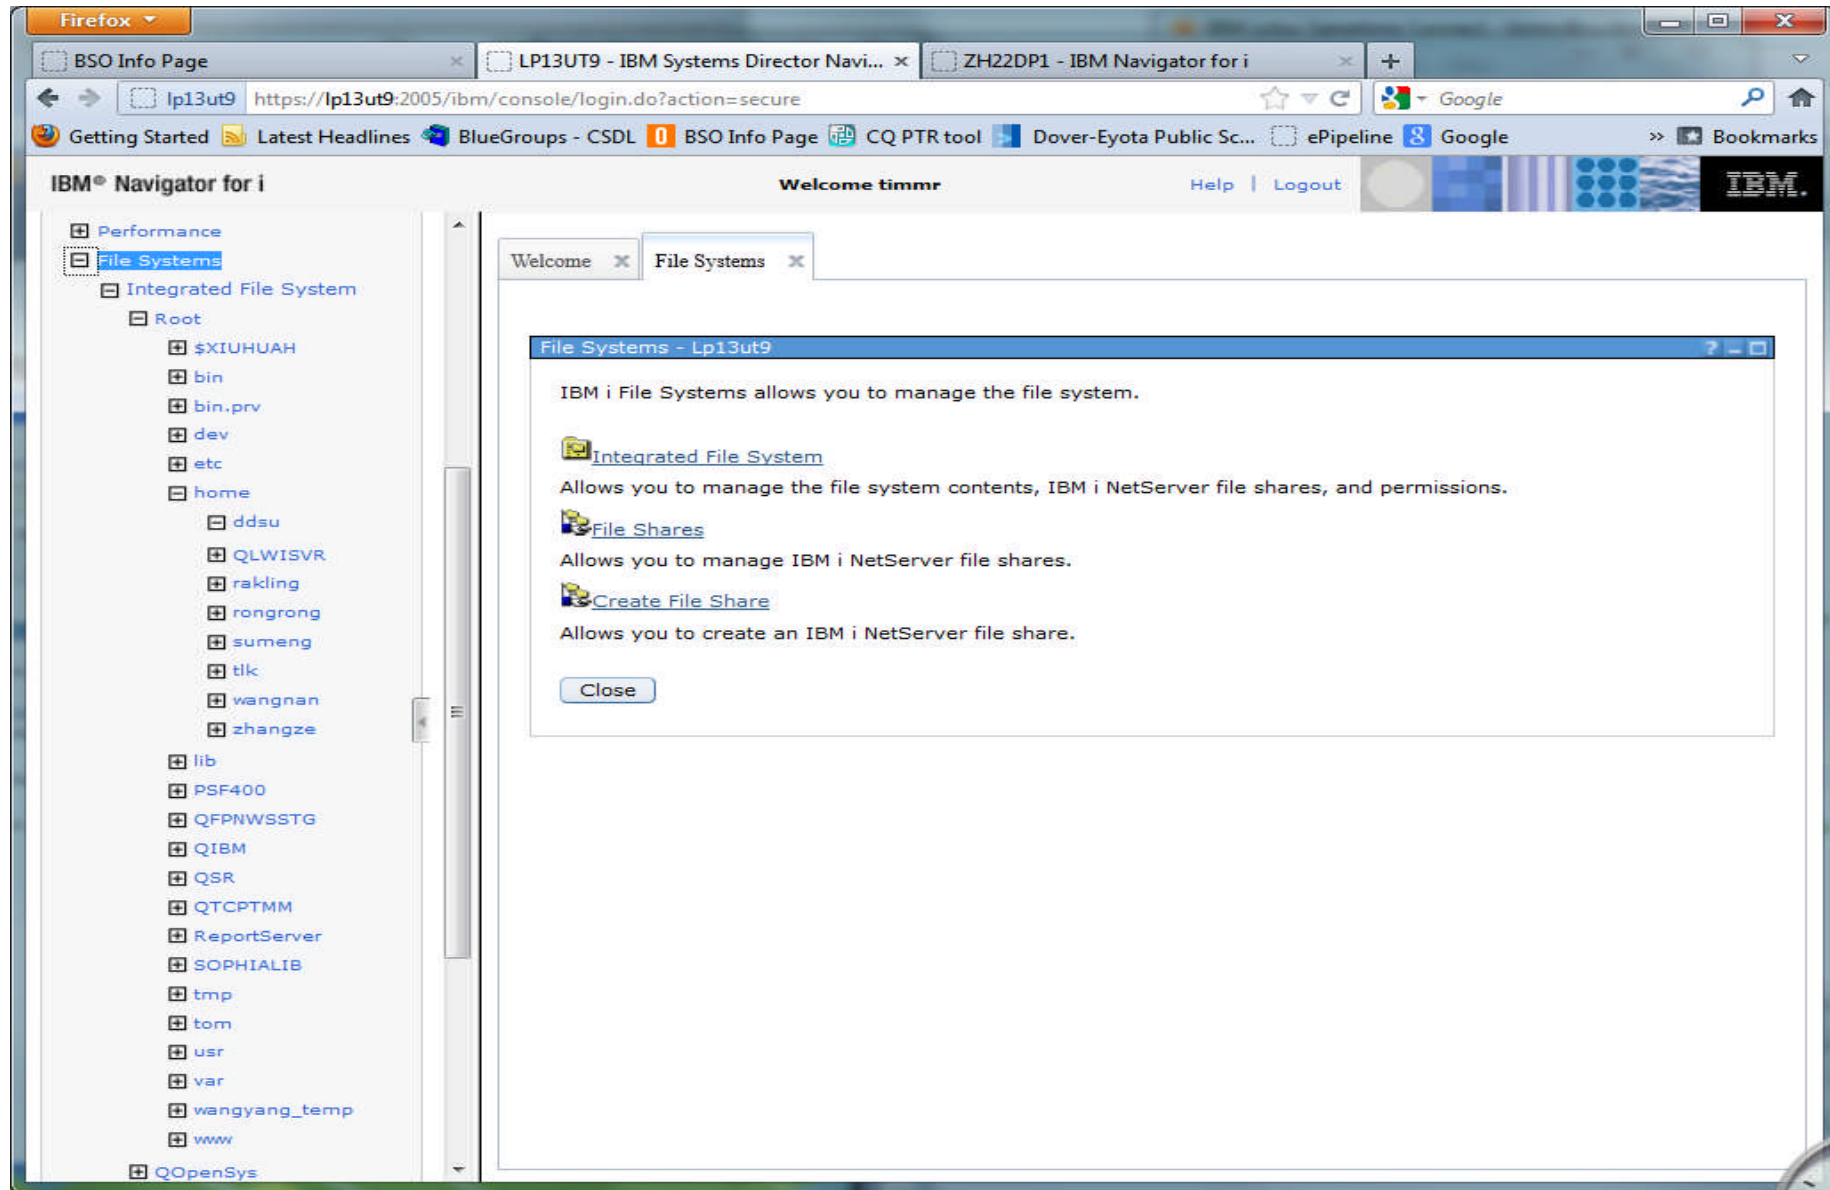 Firefox
BSO Info Page
LP13UT9 - IBM Systems Director Navi...
ZH22DP1 - IBM Navigator for i
lp13ut9 https://lp13ut9:2005/ibm/console/login.do?action=secure
Google
Getting Started Latest Headlines BlueGroups - CSDL BSO Info Page CQ PTR tool Dover-Eyota Public Sc... ePipeline Google » Bookmarks
IBM® Navigator for i
Welcome timmr
Help | Logout
IBM.
Performance
File Systems
Integrated File System
Root
$XIUHUAH
bin
bin.prv
dev
etc
home
ddsu
QLWISVR
rakling
rongrong
sumeng
tlk
wangnan
zhangze
lib
PSF400
QFPNWSSTG
QIBM
QSR
QTCPTMM
ReportServer
SOPHIALIB
tmp
tom
usr
var
wangyang_temp
www
QOpenSys
Welcome
File Systems
File Systems - Lp13ut9
IBM i File Systems allows you to manage the file system.
Integrated File System
Allows you to manage the file system contents, IBM i NetServer file shares, and permissions.
File Shares
Allows you to manage IBM i NetServer file shares.
Create File Share
Allows you to create an IBM i NetServer file share.
Close